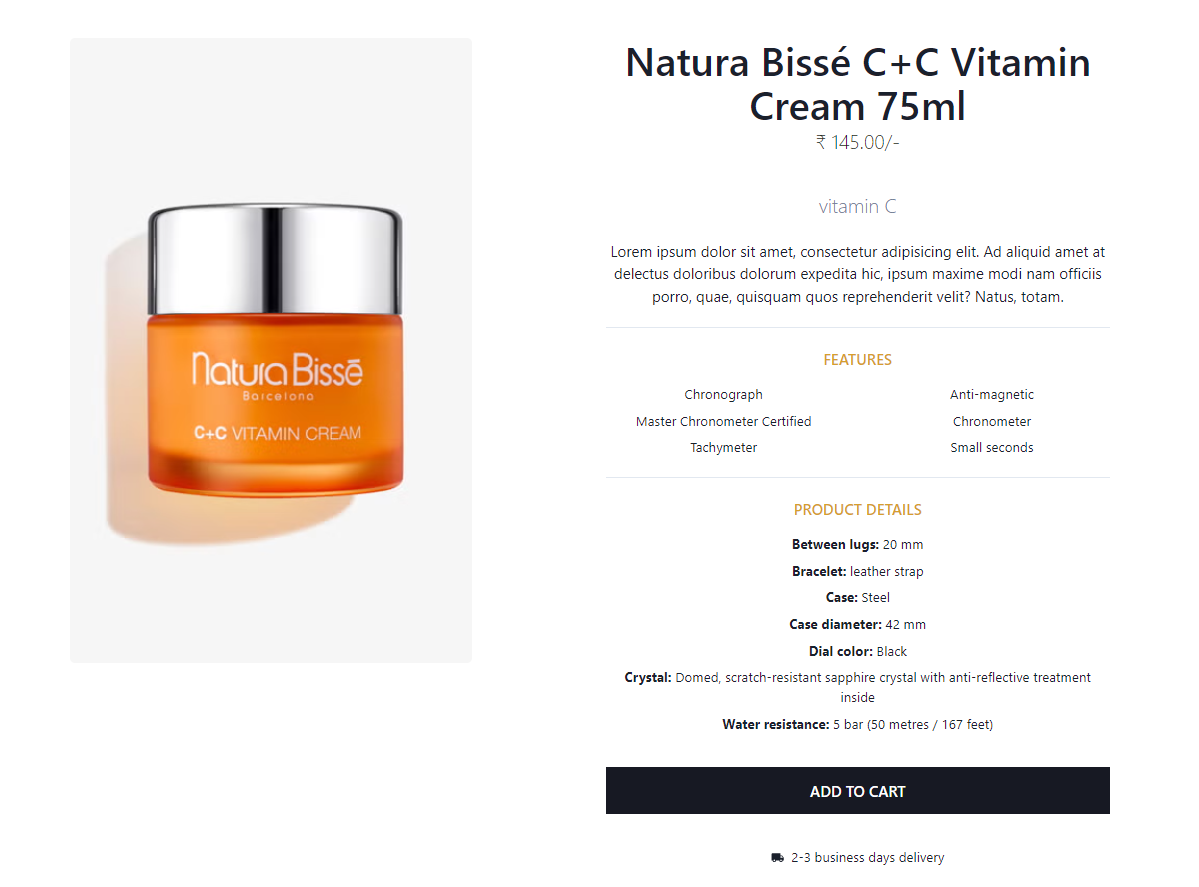 Natura Bissé C+C Vitamin
Cream 75ml
₹ 145.00/-
vitamin C
Lorem ipsum dolor sit amet, consectetur adipisicing elit. Ad aliquid amet at
delectus doloribus dolorum expedita hic, ipsum maxime modi nam officiis
porro, quae, quisquam quos reprehenderit velit? Natus, totam.
FEATURES
Chronograph
Anti-magnetic
Master Chronometer Certified
Chronometer
Tachymeter
Small seconds
PRODUCT DETAILS
Between lugs: 20 mm
Bracelet: leather strap
Case: Steel
Case diameter: 42 mm
Dial color: Black
Crystal: Domed, scratch-resistant sapphire crystal with anti-reflective treatment
inside
Water resistance: 5 bar (50 metres / 167 feet)
ADD TO CART
2-3 business days delivery
Natura Bissē
Barcelona
C+C VITAMIN CREAM